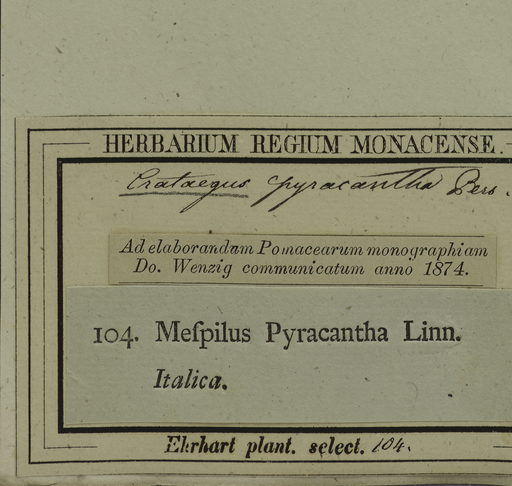 HERBARIUM REGIUM MONACENSE.
Crataegus pyracantha Pers.
Ad elaborandum Pomacearum monographiam
Do. Wenzig communicatum anno 1874.
104. Meſpilus Pyracantha Linn.
Italica.
Ehrhart plant. select. 104.